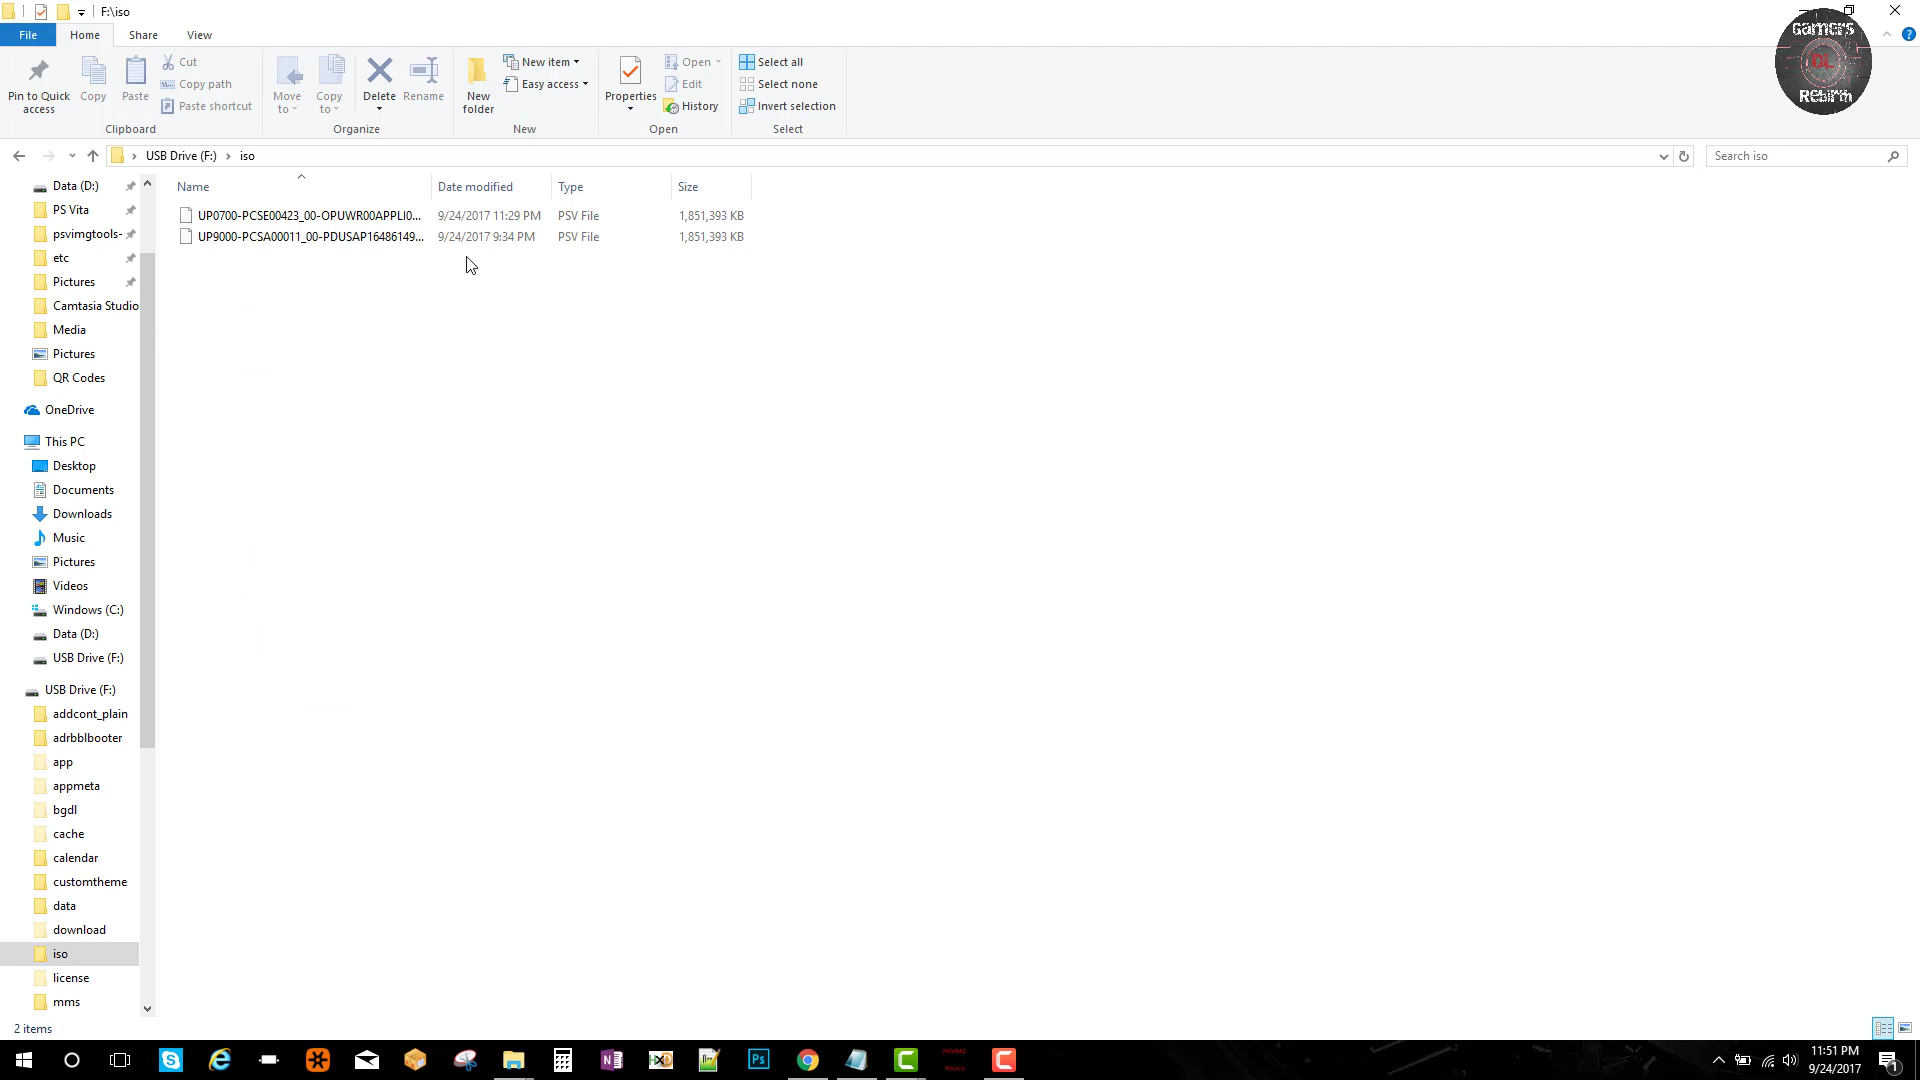 F:\iso
File Home Share View
Pin to Quick access
Copy
Paste
Cut
Copy path
Paste shortcut
Clipboard
Move to
Copy to
Delete
Rename
Organize
New folder
New item
Easy access
New
Properties
Open
Edit
History
Open
Select all
Select none
Invert selection
Select
Gamers
GL
Rebirth
USB Drive (F:) iso
Search iso
Name Date modified Type Size
UP0700-PCSE00423_00-OPUWR00APPLI0... 9/24/2017 11:29 PM PSV File 1,851,393 KB
UP9000-PCSA00011_00-PDUSAP16486149... 9/24/2017 9:34 PM PSV File 1,851,393 KB
Data (D:)
PS Vita
psvimgtools-
etc
Pictures
Camtasia Studio
Media
Pictures
QR Codes
OneDrive
This PC
Desktop
Documents
Downloads
Music
Pictures
Videos
Windows (C:)
Data (D:)
USB Drive (F:)
USB Drive (F:)
addcont_plain
adrbblbooter
app
appmeta
bgdl
cache
calendar
customtheme
data
download
iso
license
mms
2 items
11:51 PM
9/24/2017